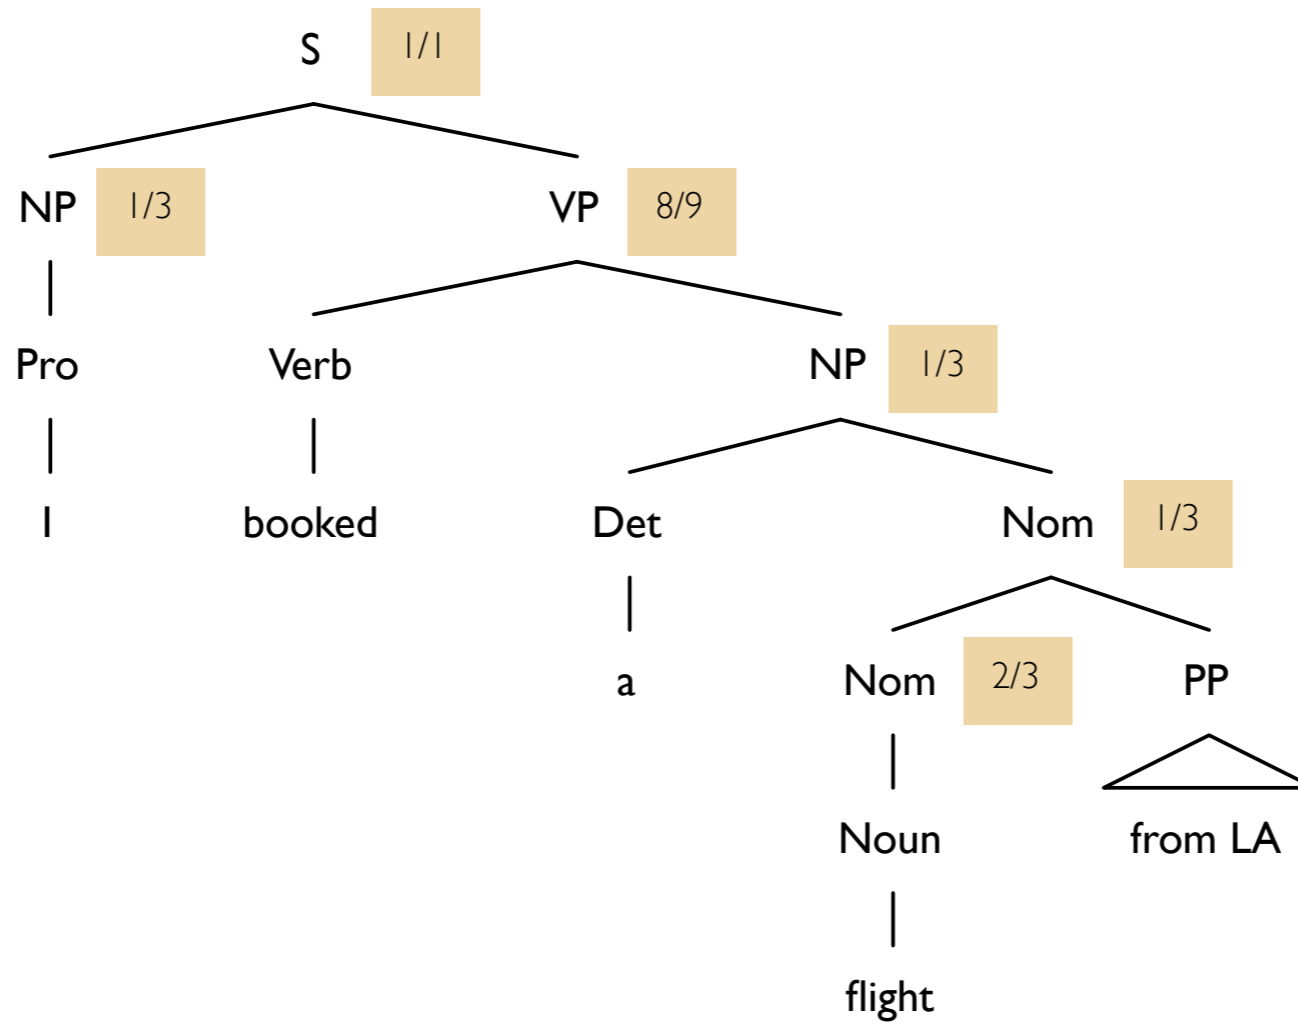 S 1/1
NP 1/3 VP 8/9
Pro Verb NP 1/3
I booked Det Nom 1/3
a Nom 2/3 PP
Noun from LA
flight